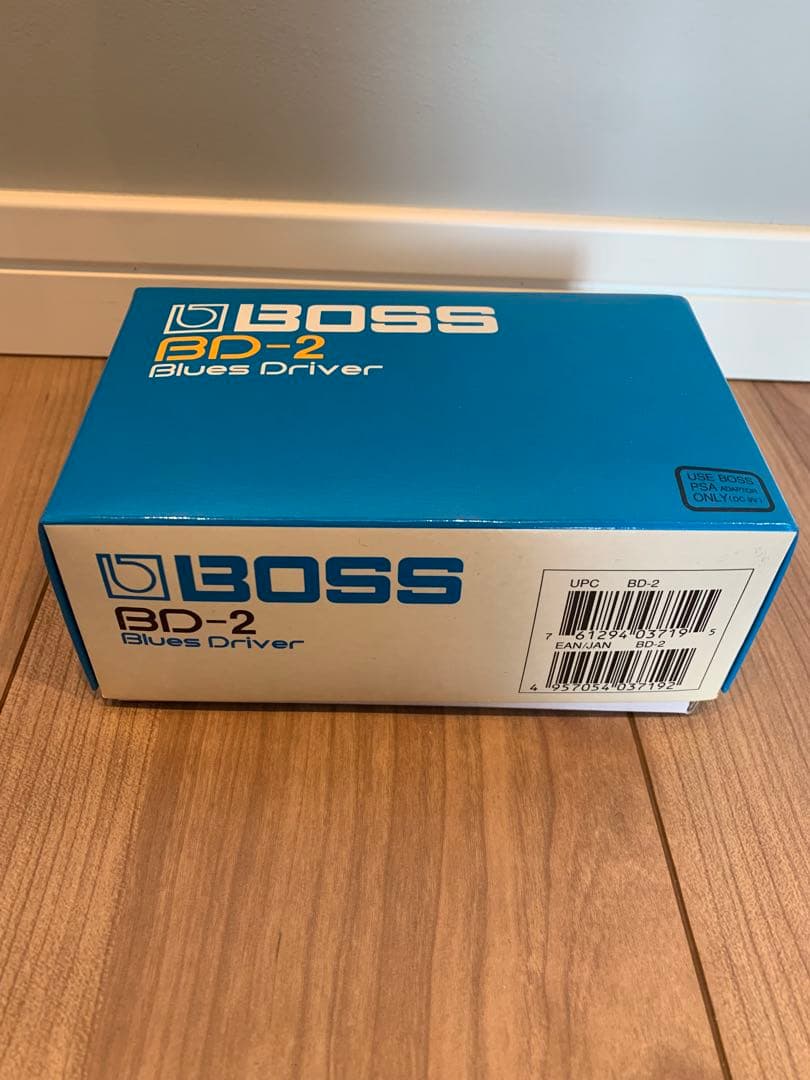 BOSS
BD-2
Blues Driver
USE BOSS
PSA ADAPTOR
ONLY (DC 9V)
BOSS
BD-2
Blues Driver
UPC BD-2
7 61294 03719 5
EAN/JAN BD-2
4 957054 037192